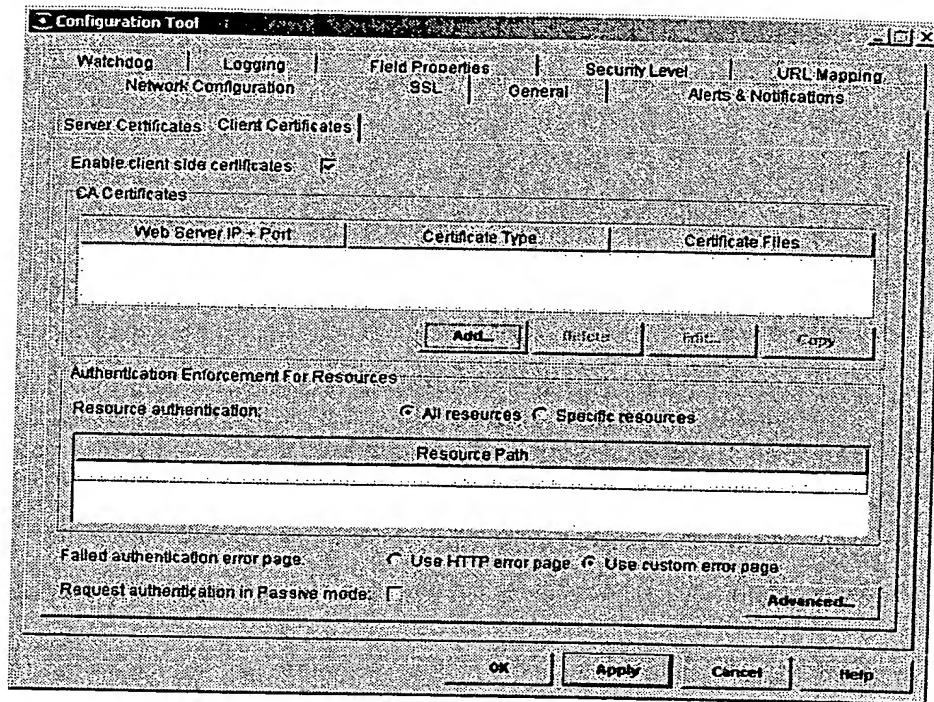 Configuration Tool
Watchdog Logging Field Properties Security Level URL Mapping
Network Configuration SSL General Alerts & Notifications
Server Certificates Client Certificates
Enable client side certificates
CA Certificates
Web Server IP + Port Certificate Type Certificate Files
Add... Delete Edit... Copy
Authentication Enforcement For Resources
Resource authentication: All resources Specific resources
Resource Path
Failed authentication error page: Use HTTP error page Use custom error page
Request authentication in Passive mode: Advanced...
OK Apply Cancel Help